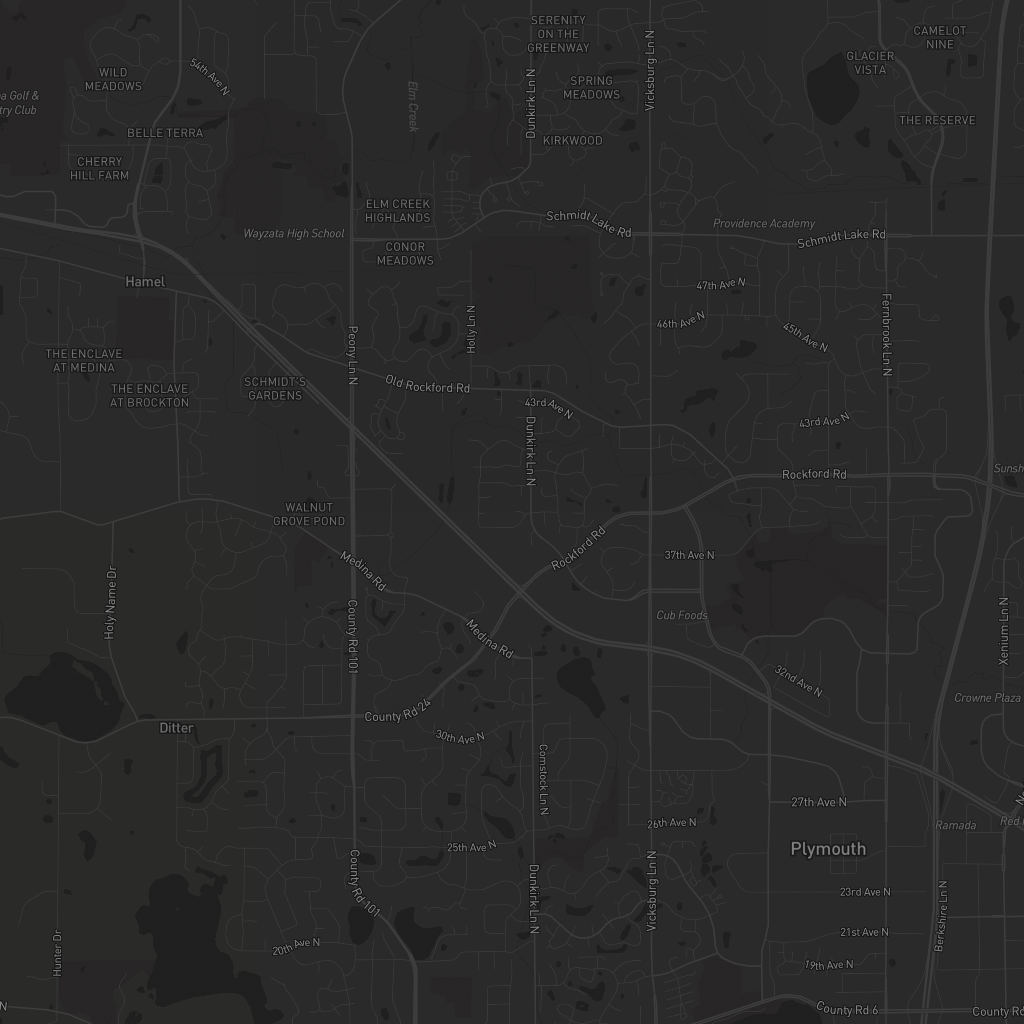 SERENITY
ON THE
GREENWAY
CAMELOT
NINE
GLACIER
VISTA
WILD
MEADOWS
54th Ave N
SPRING
MEADOWS
Vicksburg Ln N
Dunkirk Ln N
Elm Creek
a Golf &
try Club
THE RESERVE
BELLE TERRA
KIRKWOOD
CHERRY
HILL FARM
ELM CREEK
HIGHLANDS
Schmidt Lake Rd
Providence Academy
Wayzata High School
Schmidt Lake Rd
CONOR
MEADOWS
Hamel
47th Ave N
46th Ave N
45th Ave N
Fernbrook Ln N
Holly Ln N
Peony Ln N
THE ENCLAVE
AT MEDINA
THE ENCLAVE
AT BROCKTON
SCHMIDT'S
GARDENS
Old Rockford Rd
43rd Ave N
43rd Ave N
Dunkirk Ln N
Rockford Rd
Sunsh
WALNUT
GROVE POND
Rockford Rd
37th Ave N
Medina Rd
Holy Name Dr
County Rd 101
Cub Foods
Xenium Ln N
Medina Rd
32nd Ave N
Crowne Plaza
County Rd 24
Ditter
30th Ave N
Comstock Ln N
27th Ave N
26th Ave N
Ramada
Red
Plymouth
25th Ave N
County Rd 101
Dunkirk Ln N
Vicksburg Ln N
23rd Ave N
Berkshire Ln N
21st Ave N
Hunter Dr
20th Ave N
19th Ave N
N
County Rd 6
County Rd